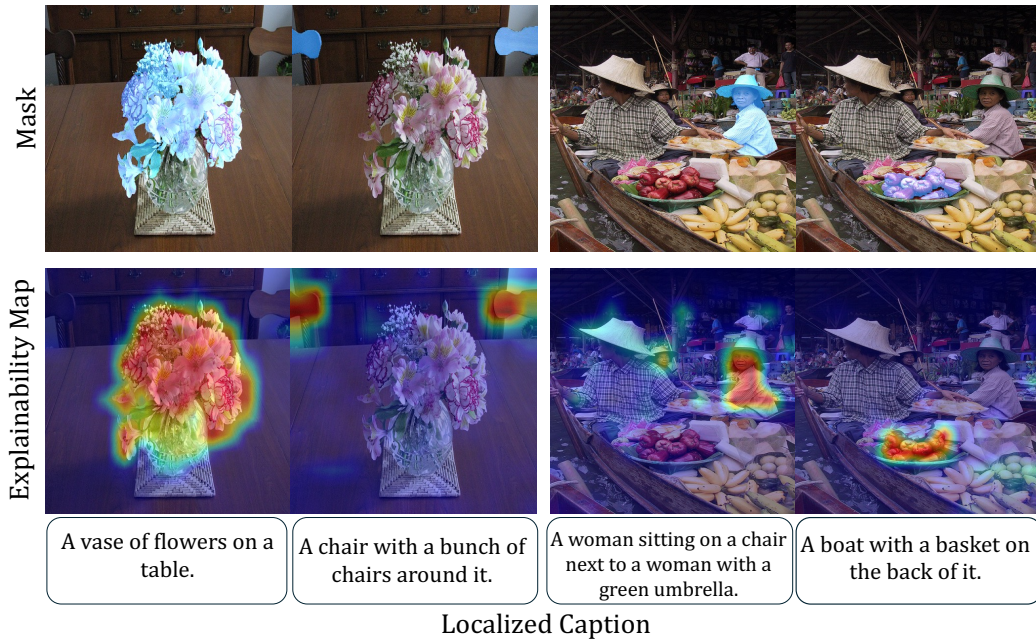 Mask
Explainability Map
A vase of flowers on a
table.
A chair with a bunch of
chairs around it.
A woman sitting on a chair
next to a woman with a
green umbrella.
A boat with a basket on
the back of it.
Localized Caption